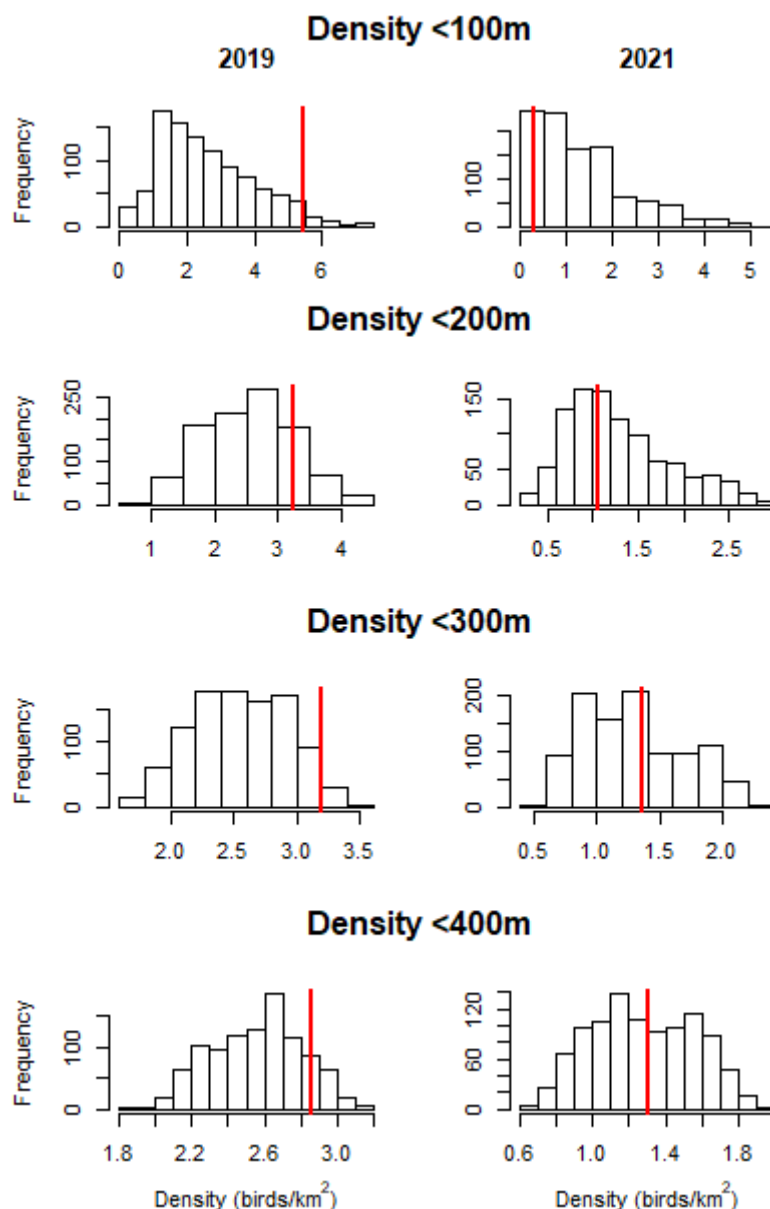 Density <100m
2019 2021
Frequency
100
0
0 2 4 6
100
0
0 1 2 3 4 5
Density <200m
Frequency
250
100
0
1 2 3 4
150
50
0
0.5 1.5 2.5
Density <300m
Frequency
100
0
2.0 2.5 3.0 3.5
200
100
0
0.5 1.0 1.5 2.0
Density <400m
Frequency
100
0
1.8 2.2 2.6 3.0
120
60
0
0.6 1.0 1.4 1.8
Density (birds/km²) Density (birds/km²)